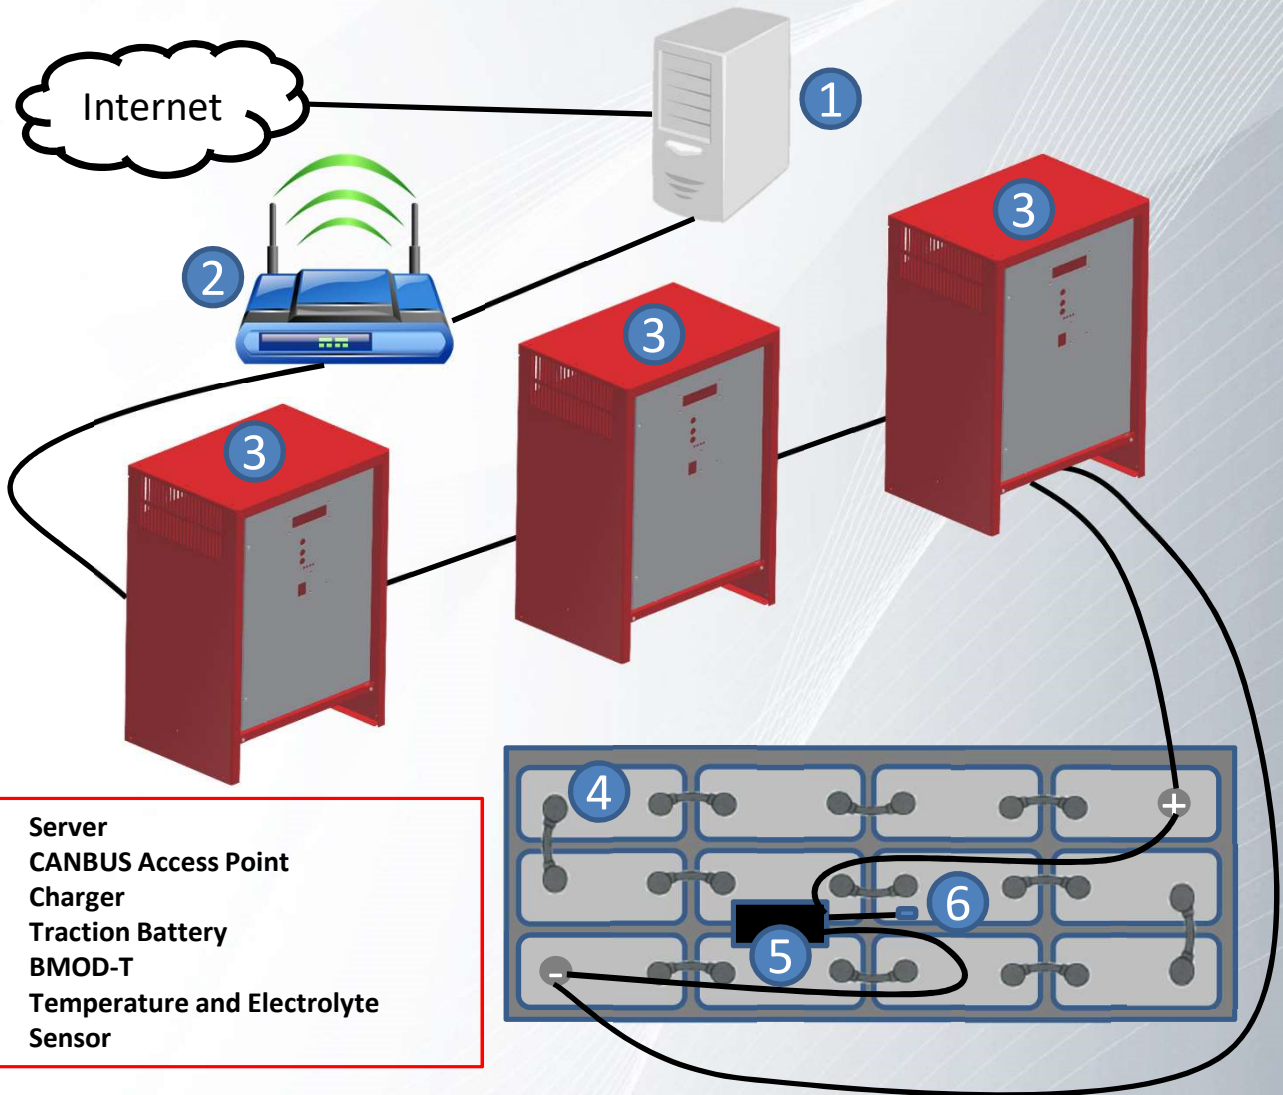 Internet
1
2
3
3
3
4
+
6
5
-
Server
CANBUS Access Point
Charger
Traction Battery
BMOD-T
Temperature and Electrolyte
Sensor